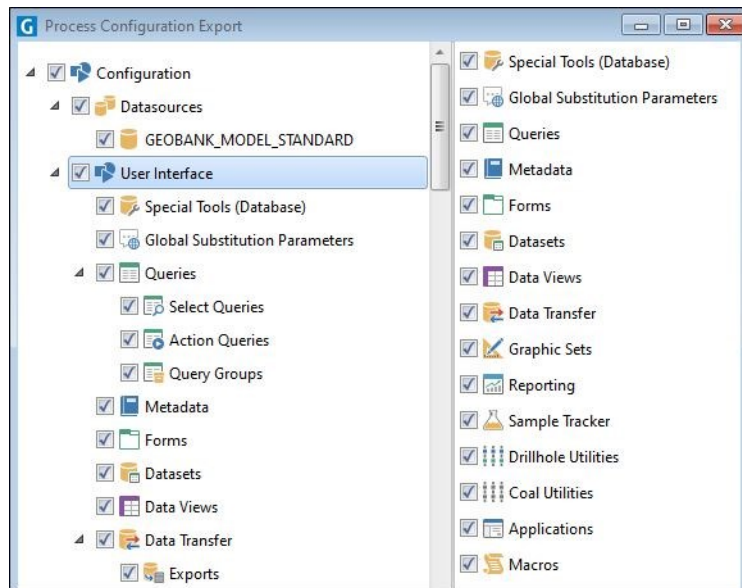 G Process Configuration Export
Configuration
Datasources
GEOBANK_MODEL_STANDARD
User Interface
Special Tools (Database)
Global Substitution Parameters
Queries
Select Queries
Action Queries
Query Groups
Metadata
Forms
Datasets
Data Views
Data Transfer
Exports
Special Tools (Database)
Global Substitution Parameters
Queries
Metadata
Forms
Datasets
Data Views
Data Transfer
Graphic Sets
Reporting
Sample Tracker
Drillhole Utilities
Coal Utilities
Applications
Macros